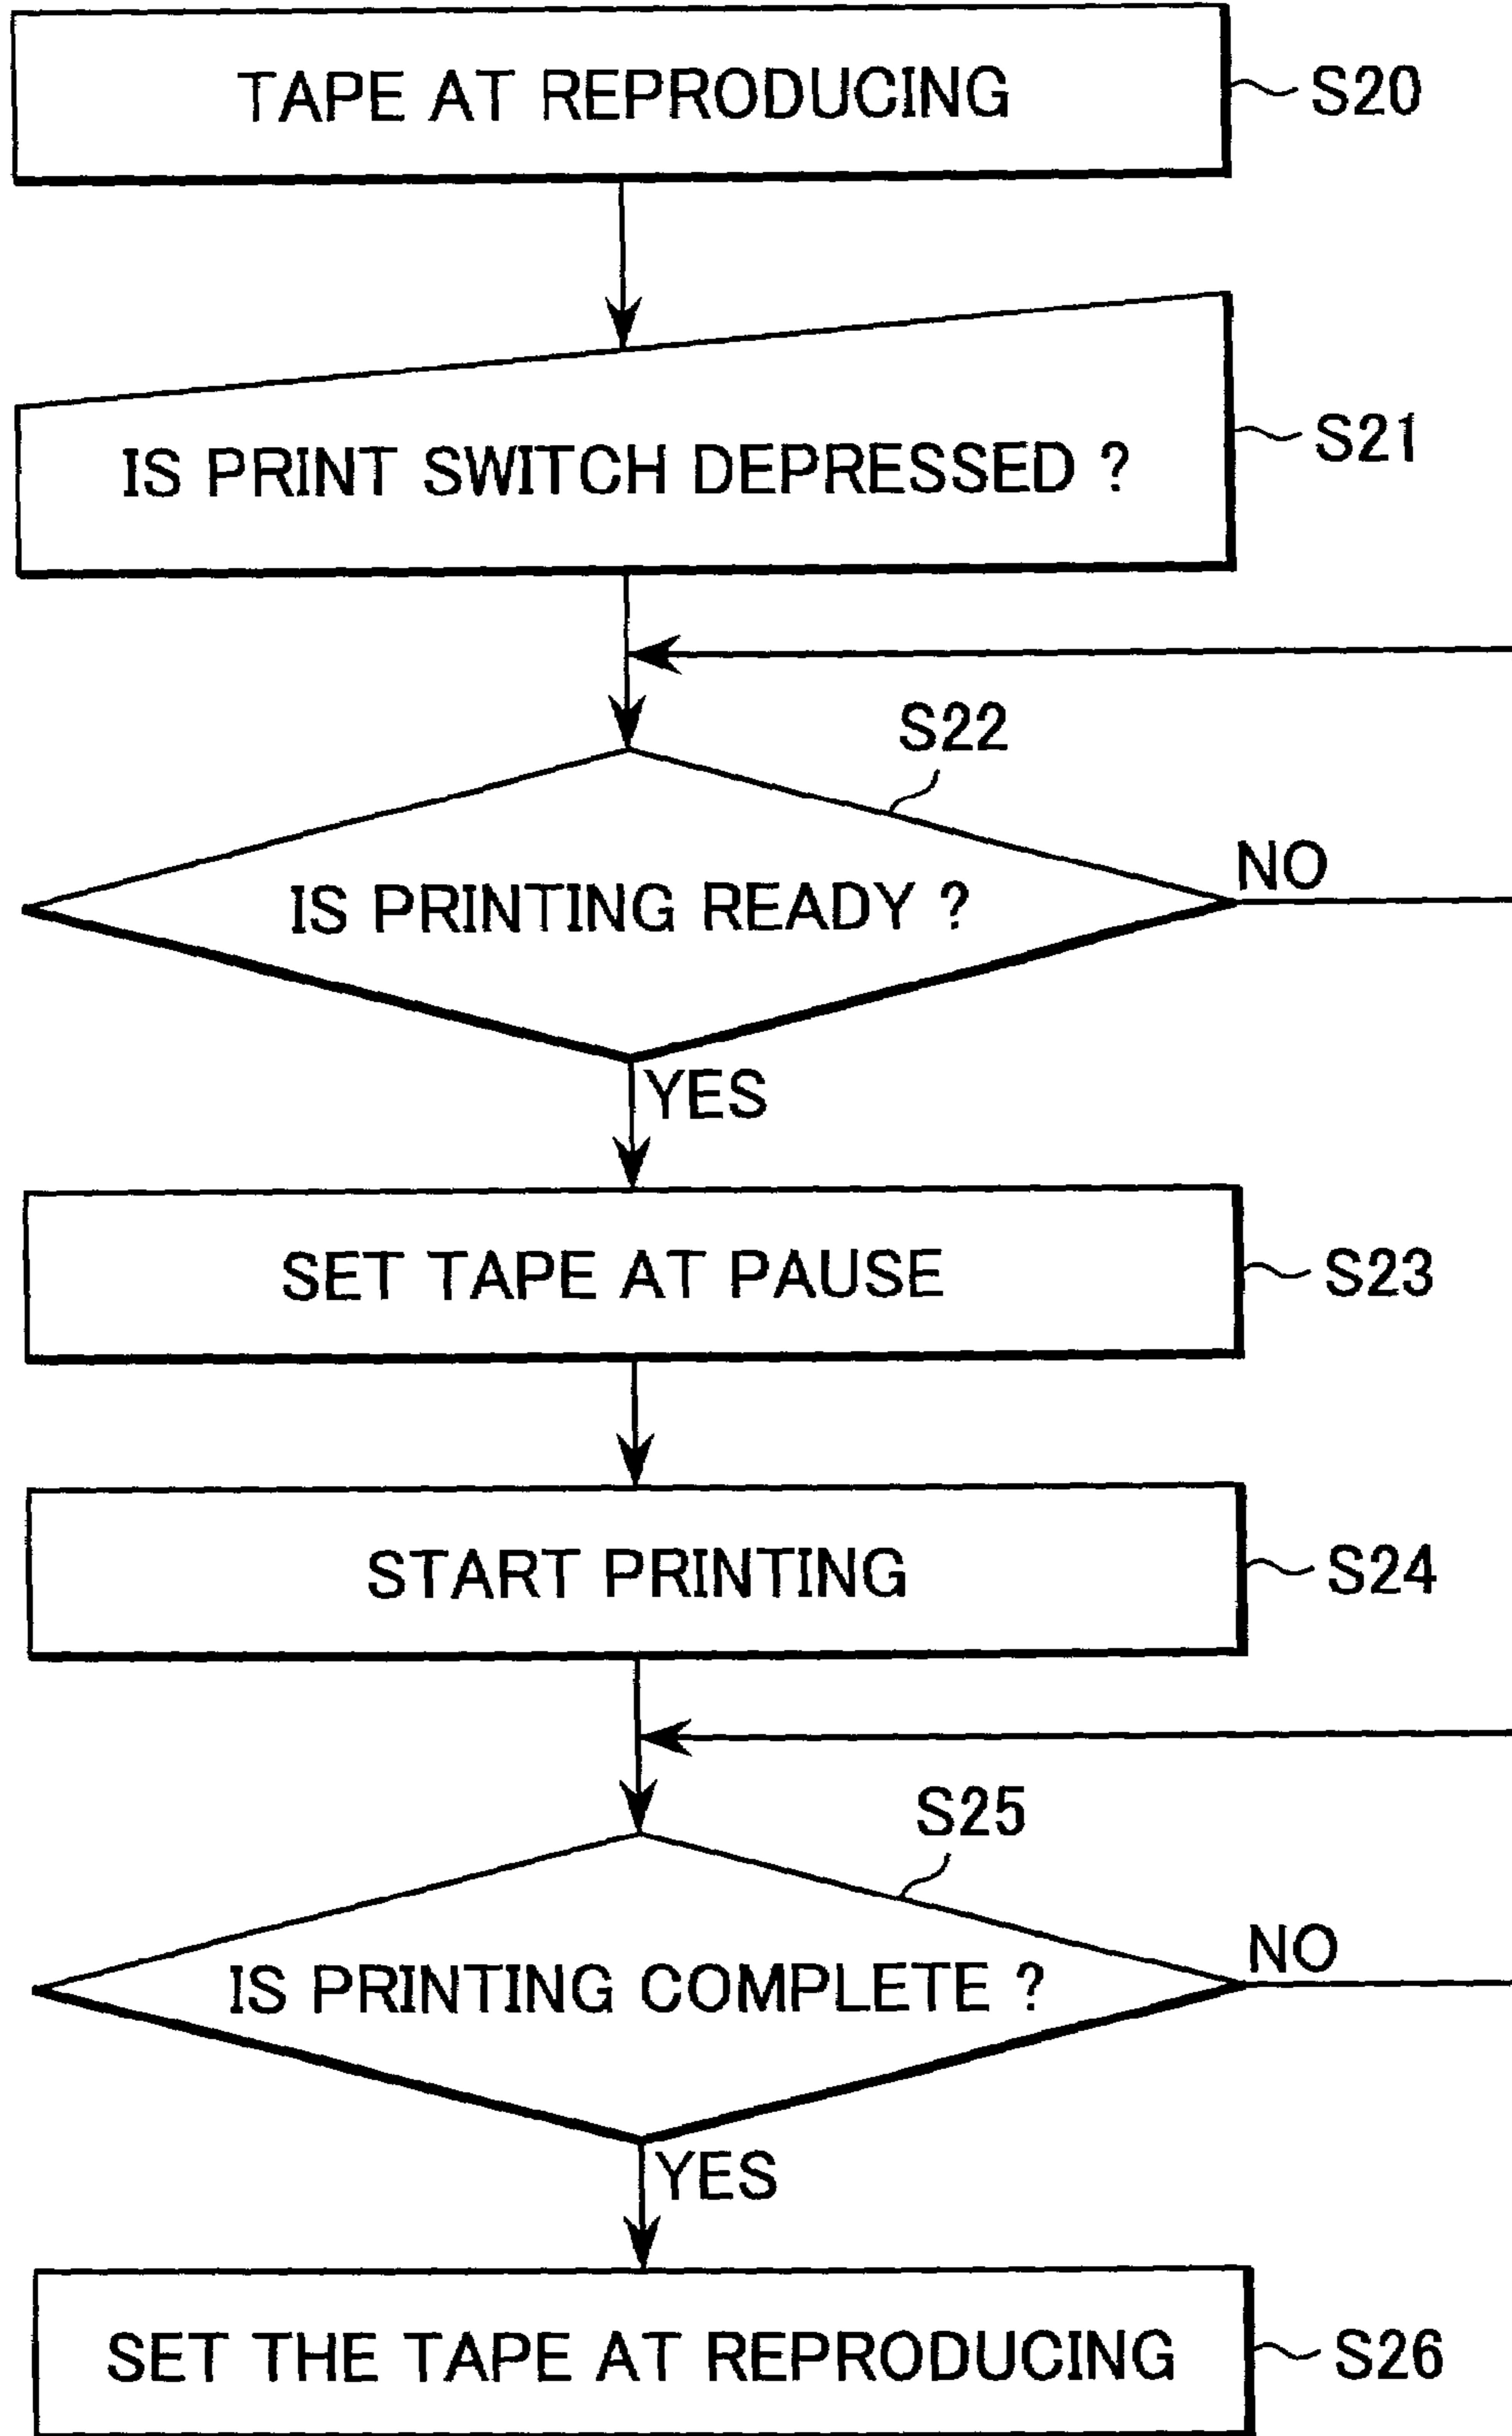 TAPE AT REPRODUCING S20
IS PRINT SWITCH DEPRESSED ? S21
S22
IS PRINTING READY ? NO
YES
SET TAPE AT PAUSE S23
START PRINTING S24
S25
IS PRINTING COMPLETE ? NO
YES
SET THE TAPE AT REPRODUCING S26